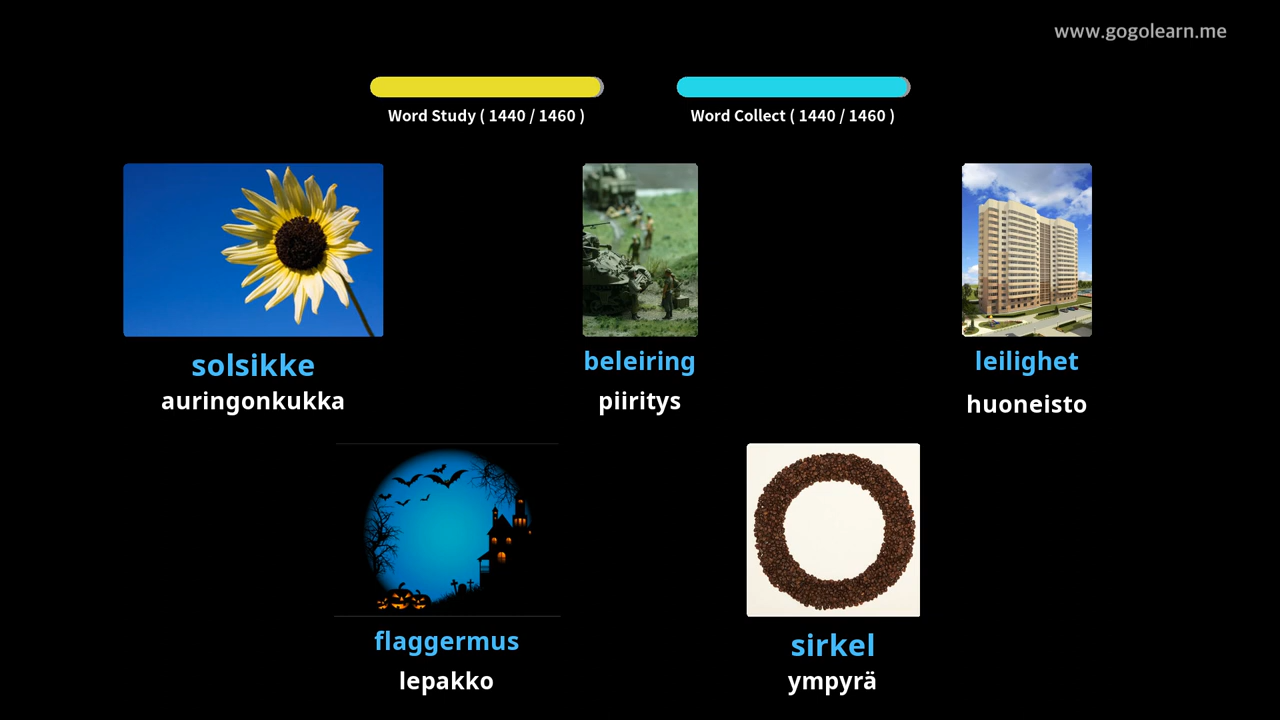 www.gogolearn.me
Word Study ( 1440 / 1460 )
Word Collect ( 1440 / 1460 )
solsikke
auringonkukka
beleiring
piiritys
leilighet
huoneisto
flaggermus
lepakko
sirkel
ympyrä